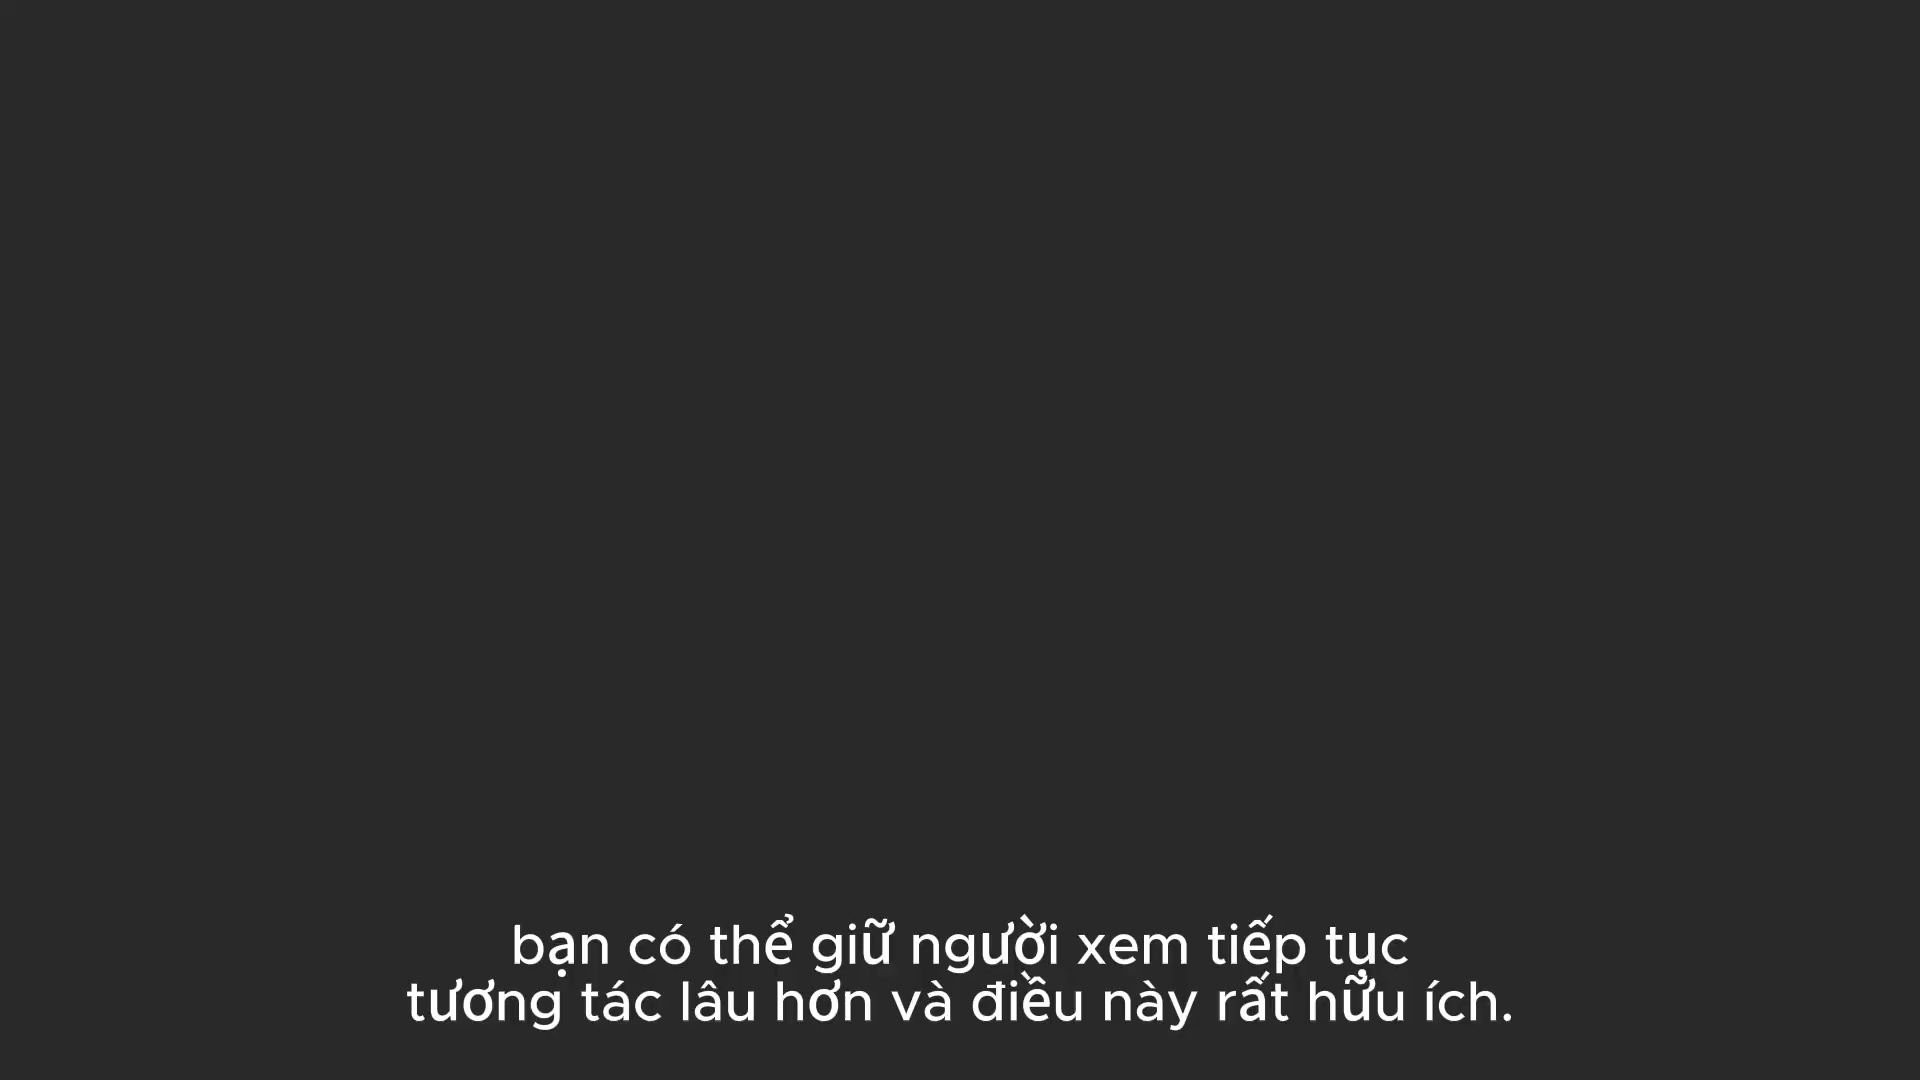 bạn có thể giữ người xem tiếp tục
tương tác lâu hơn và điều này rất hữu ích.